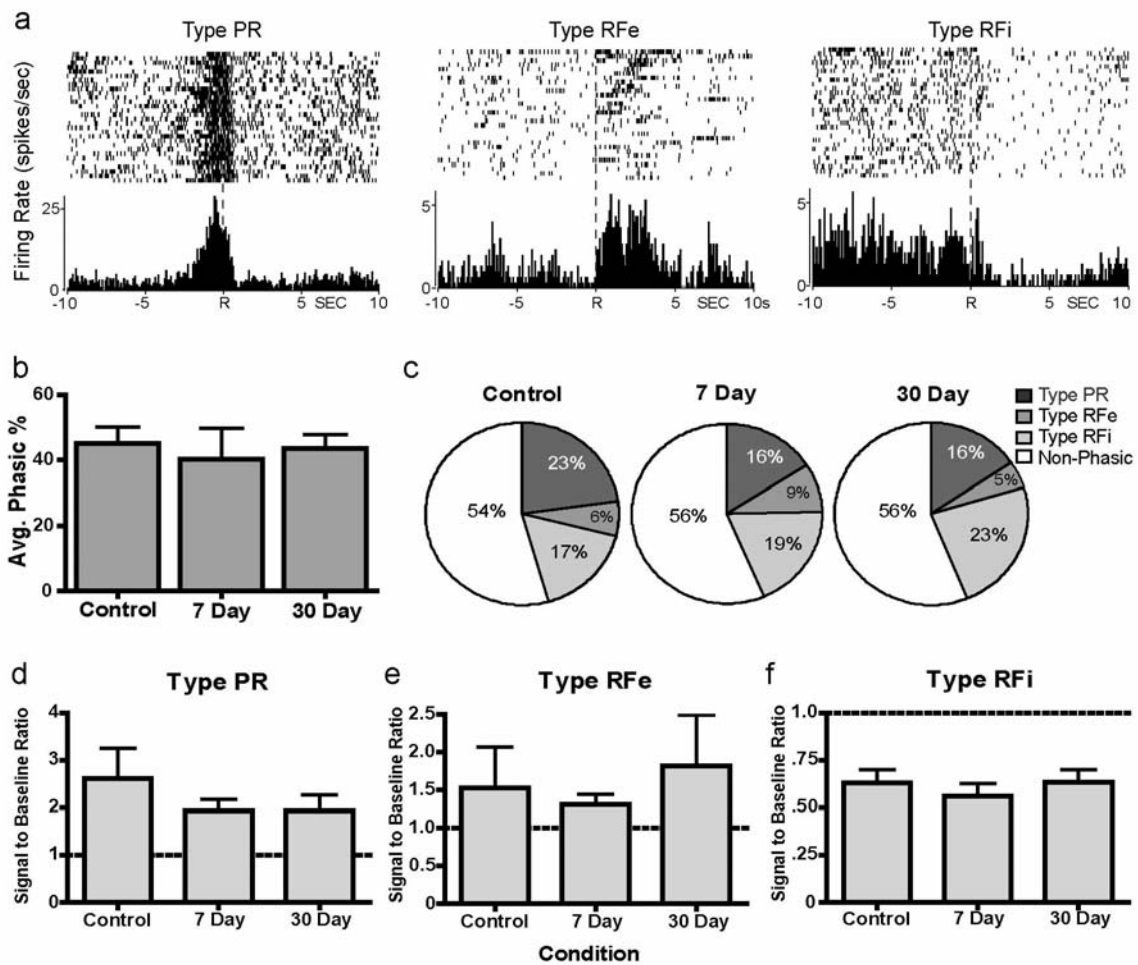 a
Type PR
Type RFe
Type RFi
Firing Rate (spikes/sec)
25
0
-10 -5 R 5 SEC 10
5
0
-10 -5 R 5 SEC 10s
5
0
-10 -5 R 5 SEC 10
b
Avg. Phasic %
60
40
20
0
Control 7 Day 30 Day
c
Control
23%
6%
17%
54%
7 Day
16%
9%
19%
56%
30 Day
16%
5%
23%
56%
Type PR
Type RFe
Type RFi
Non-Phasic
d
Type PR
Signal to Baseline Ratio
4
3
2
1
0
Control 7 Day 30 Day
e
Type RFe
Signal to Baseline Ratio
2.5
2.0
1.5
1.0
.5
0
Control 7 Day 30 Day
f
Type RFi
Signal to Baseline Ratio
1.0
.75
.50
.25
0
Control 7 Day 30 Day
Condition